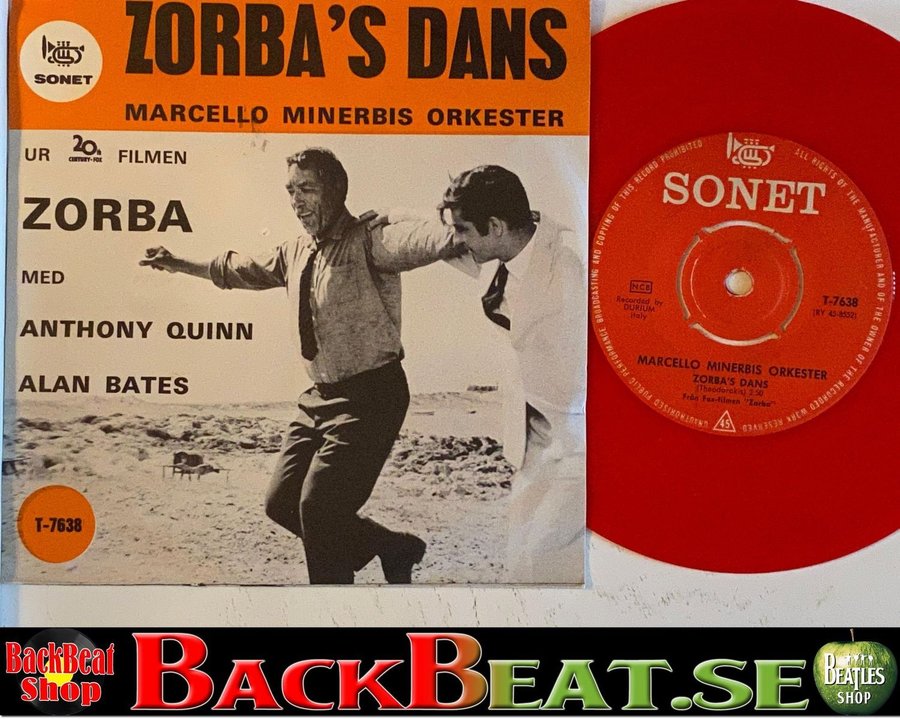 ZORBA'S DANS
SONET
MARCELLO MINERBIS ORKESTER
UR 20th CENTURY-FOX FILMEN
ZORBA
MED
ANTHONY QUINN
ALAN BATES
T-7638
ALL RIGHTS OF THE MANUFACTURER AND OF THE OWNER OF THE RECORDED WORK RESERVED
UNAUTHORISED PUBLIC PERFORMANCE BROADCASTING AND COPYING OF THIS RECORD PROHIBITED
SONET
NCB
Recorded by
DURIUM
Italy
T-7638
(RY 45-8552)
MARCELLO MINERBIS ORKESTER
ZORBA'S DANS
(Theodorakis) 2:50
Från Fox-filmen "Zorba"
45
BackBeat
Shop
BACKBEAT.SE
BEATLES
SHOP